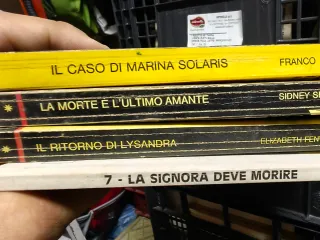 IL CASO DI MARINA SOLARIS FRANCO
LA MORTE È L'ULTIMO AMANTE SIDNEY
IL RITORNO DI LYSANDRA ELIZABETH FEN
7 - LA SIGNORA DEVE MORIRE